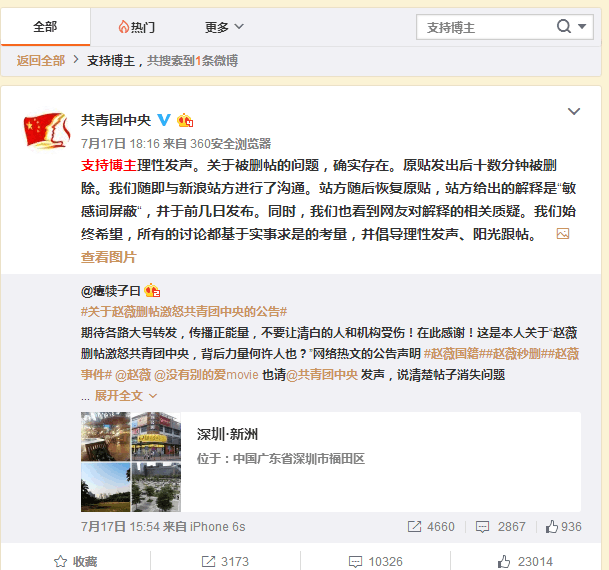 全部
热门
更多
支持博主
返回全部 > 支持博主，共搜索到1条微博
共青团中央
7月17日 18:16 来自 360安全浏览器
支持博主理性发声。关于被删帖的问题，确实存在。原贴发出后十数分钟被删
除。我们随即与新浪站方进行了沟通。站方随后恢复原贴，站方给出的解释是“敏
感词屏蔽“，并于前几日发布。同时，我们也看到网友对解释的相关质疑。我们始
终希望，所有的讨论都基于实事求是的考量，并倡导理性发声、阳光跟帖。
查看图片
@瘪犊子曰
#关于赵薇删帖激怒共青团中央的公告#
期待各路大号转发，传播正能量，不要让清白的人和机构受伤！在此感谢！这是本人关于“赵薇
删帖激怒共青团中央，背后力量何许人也？”网络热文的公告声明 #赵薇国籍##赵薇秒删##赵薇
事件# @赵薇 @没有别的爱movie 也请@共青团中央 发声，说清楚帖子消失问题
... 展开全文
深圳·新洲
位于：中国广东省深圳市福田区
7月17日 15:54 来自 iPhone 6s
4660
2867
936
收藏
3173
10326
23014